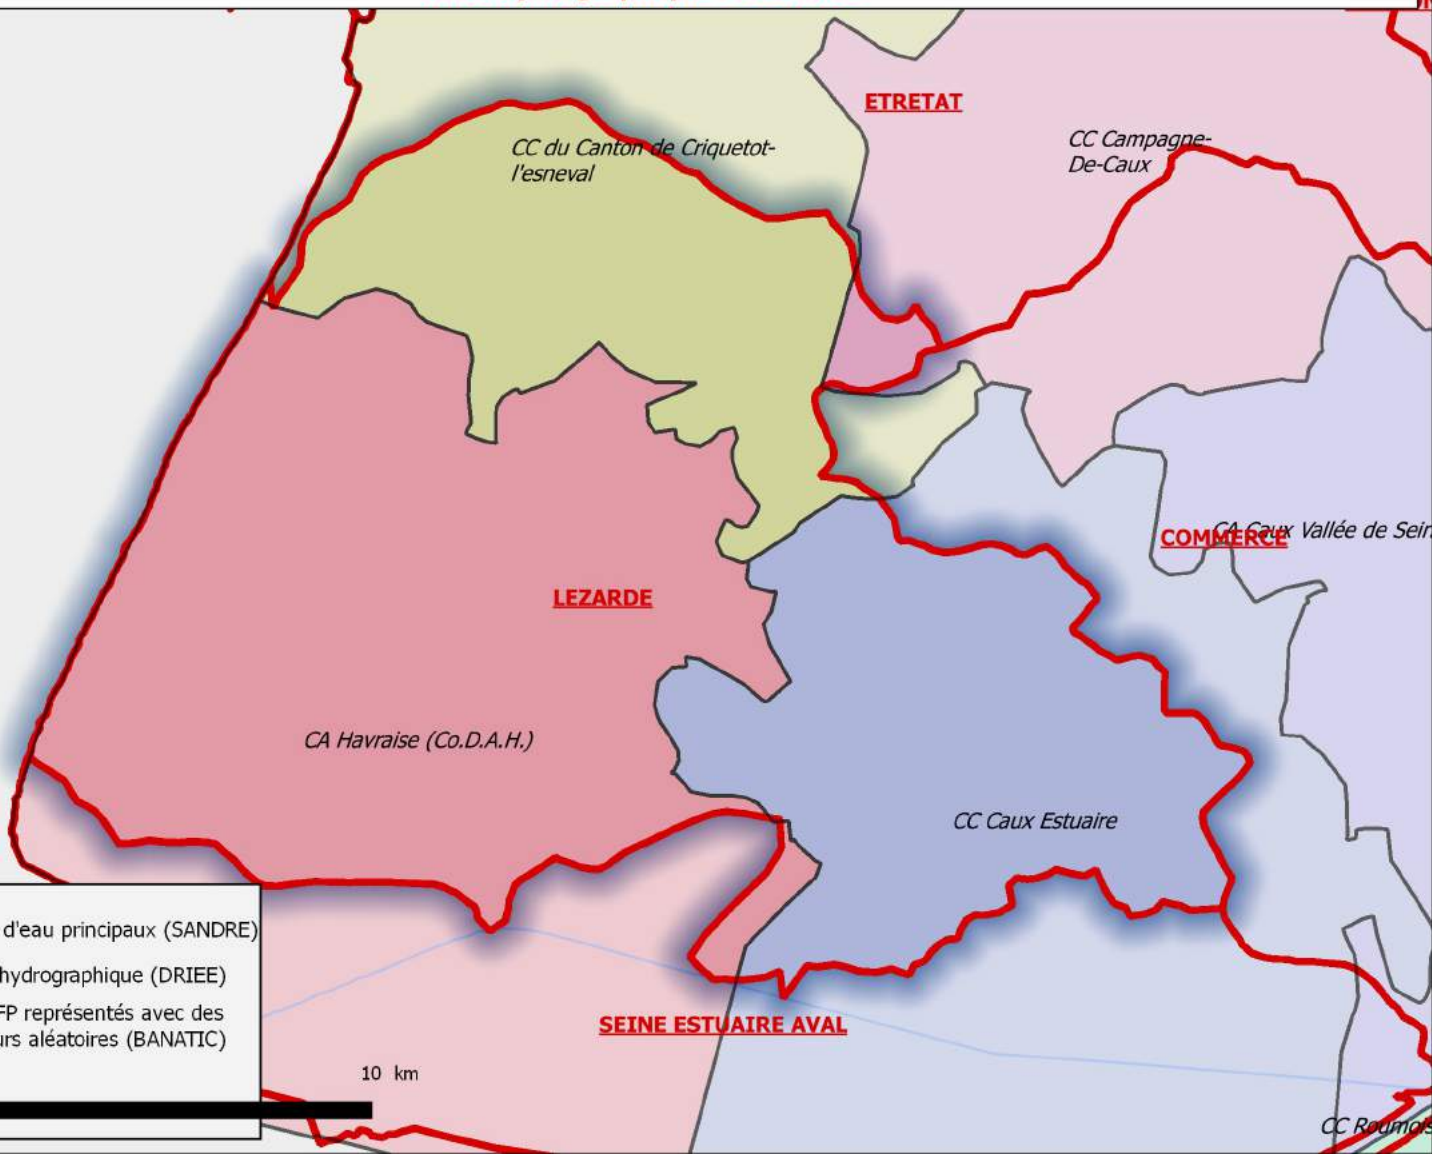 ETRETAT
CC du Canton de Criquetot-
l'esneval
CC Campagne-
De-Caux
CA Caux Vallée de Sein
COMMERCE
LEZARDE
CA Havraise (Co.D.A.H.)
CC Caux Estuaire
d'eau principaux (SANDRE)
hydrographique (DRIEE)
FP représentés avec des
urs aléatoires (BANATIC)
SEINE ESTUAIRE AVAL
10 km
CC Roumois